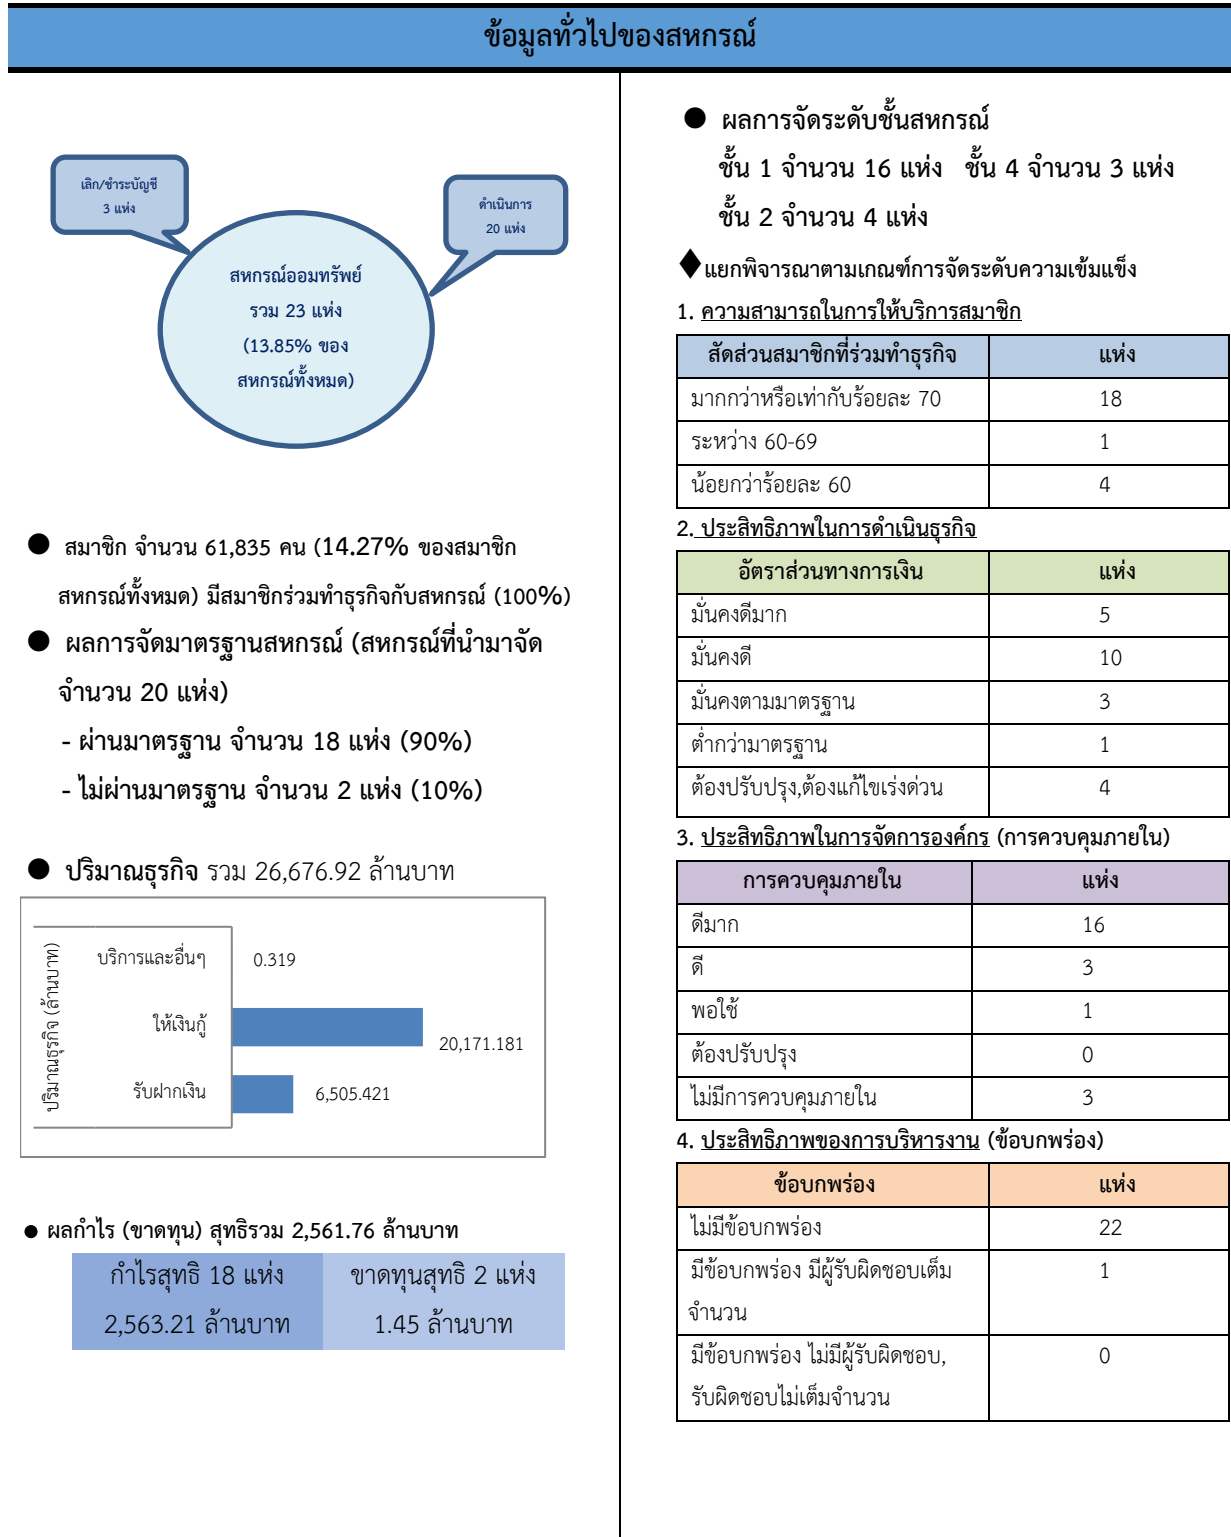 ข้อมูลทั่วไปของสหกรณ์
เลิก/ชำระบัญชี
3 แห่ง
ดำเนินการ
20 แห่ง
สหกรณ์ออมทรัพย์
รวม 23 แห่ง
(13.85% ของ
สหกรณ์ทั้งหมด)
● สมาชิก จำนวน 61,835 คน (14.27% ของสมาชิก
สหกรณ์ทั้งหมด) มีสมาชิกร่วมทำธุรกิจกับสหกรณ์ (100%)
● ผลการจัดมาตรฐานสหกรณ์ (สหกรณ์ที่นำมาจัด
จำนวน 20 แห่ง)
- ผ่านมาตรฐาน จำนวน 18 แห่ง (90%)
- ไม่ผ่านมาตรฐาน จำนวน 2 แห่ง (10%)
● ปริมาณธุรกิจ รวม 26,676.92 ล้านบาท
ปริมาณธุรกิจ (ล้านบาท)
บริการและอื่นๆ 0.319
ให้เงินกู้ 20,171.181
รับฝากเงิน 6,505.421
● ผลกำไร (ขาดทุน) สุทธิรวม 2,561.76 ล้านบาท
กำไรสุทธิ 18 แห่ง ขาดทุนสุทธิ 2 แห่ง
2,563.21 ล้านบาท 1.45 ล้านบาท
● ผลการจัดระดับชั้นสหกรณ์
ชั้น 1 จำนวน 16 แห่ง ชั้น 4 จำนวน 3 แห่ง
ชั้น 2 จำนวน 4 แห่ง
♦แยกพิจารณาตามเกณฑ์การจัดระดับความเข้มแข็ง
1. ความสามารถในการให้บริการสมาชิก
สัดส่วนสมาชิกที่ร่วมทำธุรกิจ แห่ง
มากกว่าหรือเท่ากับร้อยละ 70 18
ระหว่าง 60-69 1
น้อยกว่าร้อยละ 60 4
2. ประสิทธิภาพในการดำเนินธุรกิจ
อัตราส่วนทางการเงิน แห่ง
มั่นคงดีมาก 5
มั่นคงดี 10
มั่นคงตามมาตรฐาน 3
ต่ำกว่ามาตรฐาน 1
ต้องปรับปรุง,ต้องแก้ไขเร่งด่วน 4
3. ประสิทธิภาพในการจัดการองค์กร (การควบคุมภายใน)
การควบคุมภายใน แห่ง
ดีมาก 16
ดี 3
พอใช้ 1
ต้องปรับปรุง 0
ไม่มีการควบคุมภายใน 3
4. ประสิทธิภาพของการบริหารงาน (ข้อบกพร่อง)
ข้อบกพร่อง แห่ง
ไม่มีข้อบกพร่อง 22
มีข้อบกพร่อง มีผู้รับผิดชอบเต็ม 1
จำนวน
มีข้อบกพร่อง ไม่มีผู้รับผิดชอบ, 0
รับผิดชอบไม่เต็มจำนวน